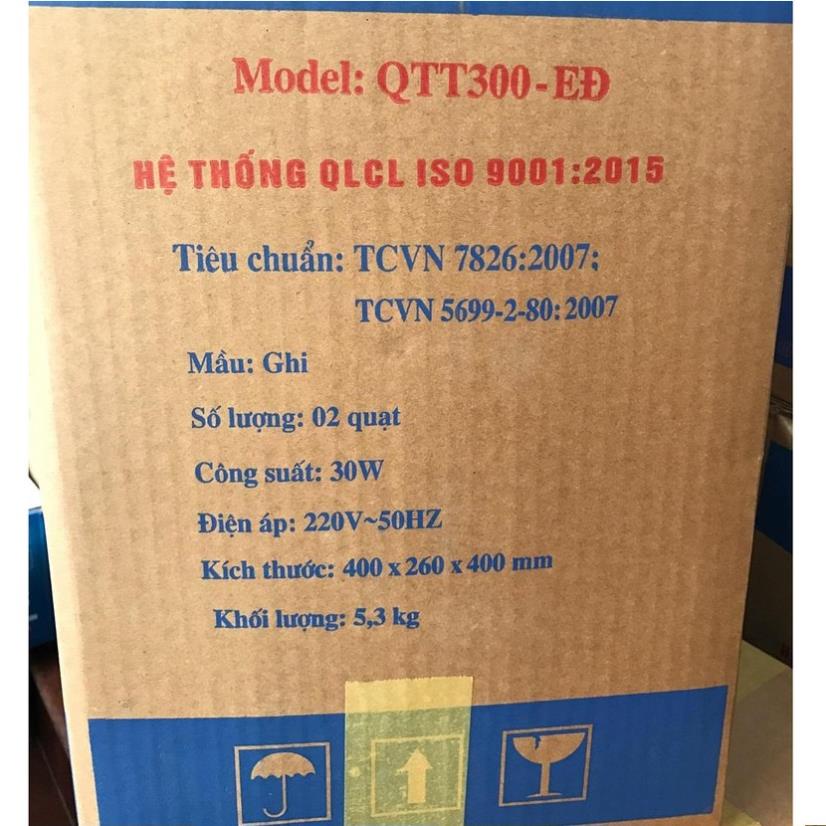 Model: QTT300-EĐ
HỆ THỐNG QLCL ISO 9001:2015
Tiêu chuẩn: TCVN 7826:2007;
TCVN 5699-2-80:2007
Mầu: Ghi
Số lượng: 02 quạt
Công suất: 30W
Điện áp: 220V~50HZ
Kích thước: 400 x 260 x 400 mm
Khối lượng: 5,3 kg